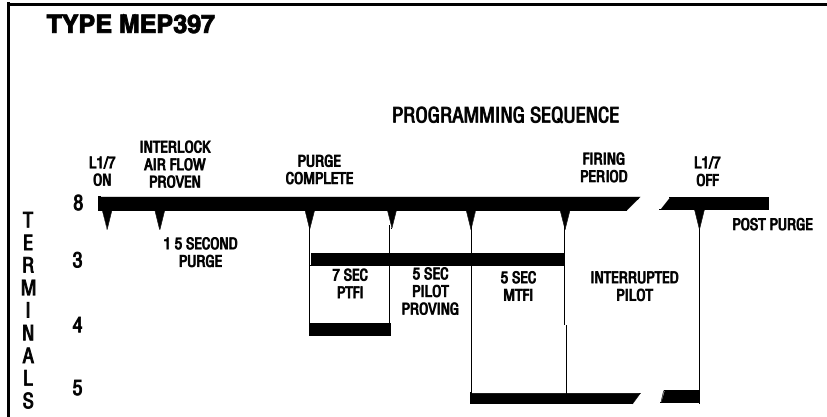 TYPE MEP397
PROGRAMMING SEQUENCE
L1/7
ON
INTERLOCK
AIR FLOW
PROVEN
PURGE
COMPLETE
FIRING
PERIOD
L1/7
OFF
TERMINALS
8
1 5 SECOND
PURGE
POST PURGE
3
7 SEC
PTFI
5 SEC
PILOT
PROVING
5 SEC
MTFI
INTERRUPTED
PILOT
4
5